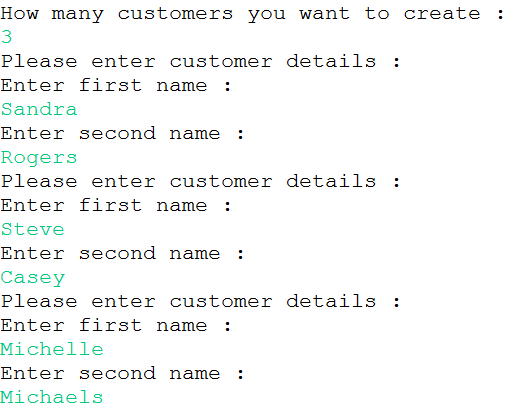 How many customers you want to create :
3
Please enter customer details :
Enter first name :
Sandra
Enter second name :
Rogers
Please enter customer details :
Enter first name :
Steve
Enter second name :
Casey
Please enter customer details :
Enter first name :
Michelle
Enter second name :
Michaels